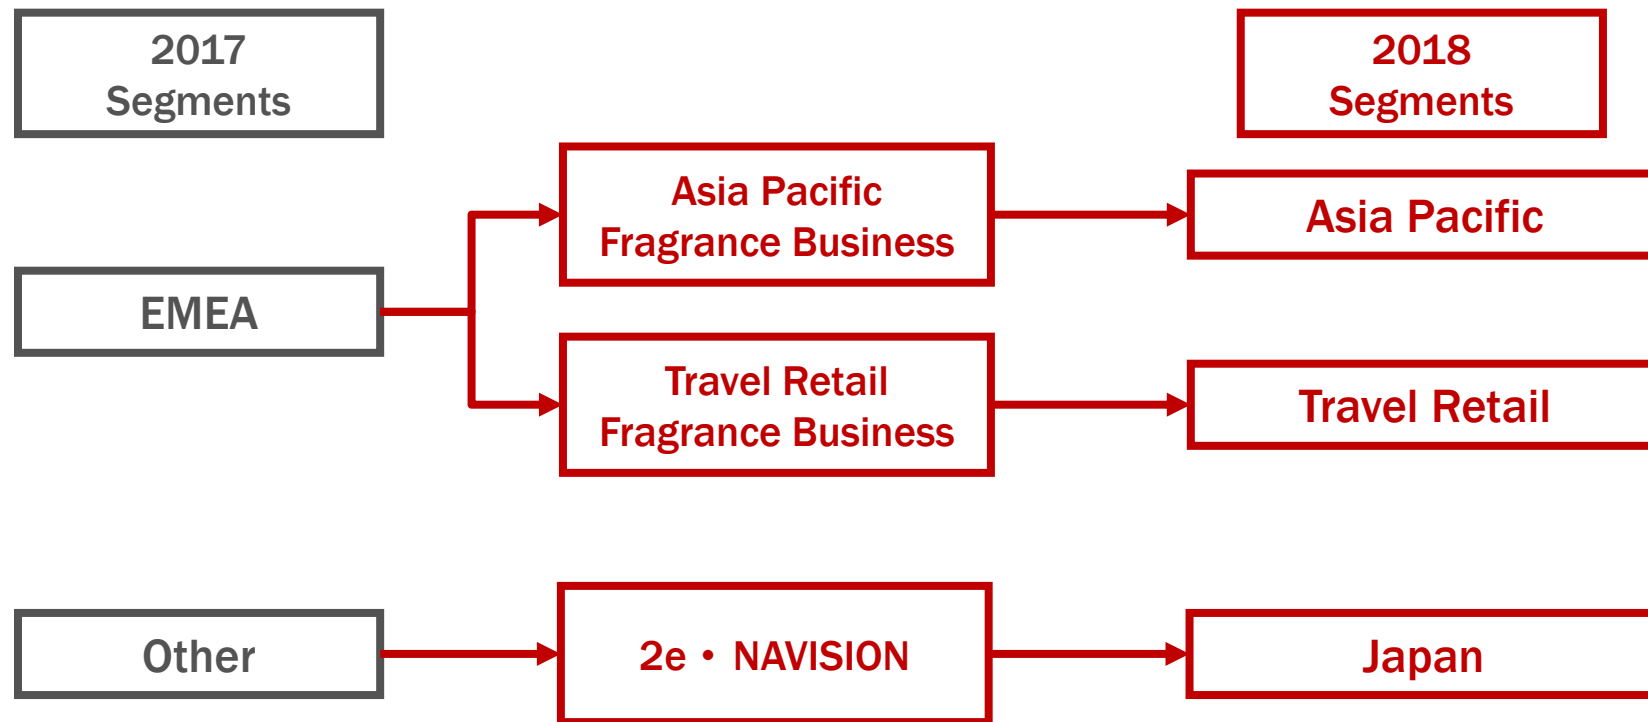 2017
Segments
2018
Segments
Asia Pacific
Fragrance Business
Asia Pacific
EMEA
Travel Retail
Fragrance Business
Travel Retail
Other
2e・NAVISION
Japan